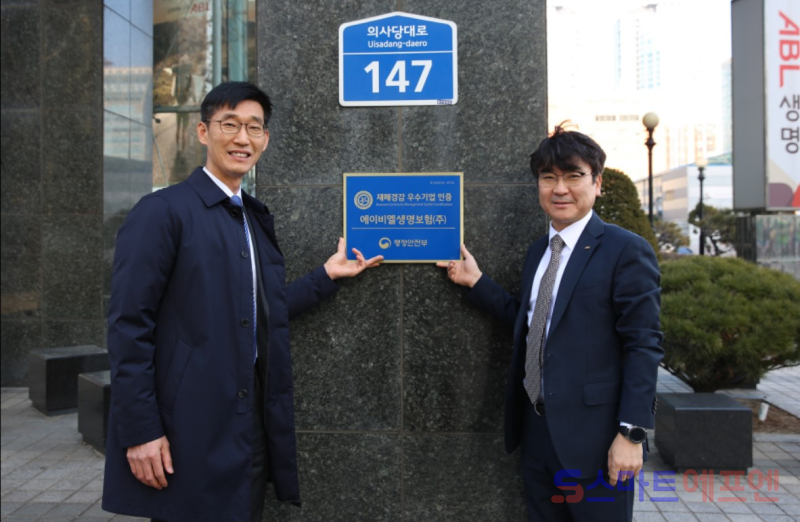 ABL
의사당대로
Uisadang-daero
147
ABL생명
재해경감 우수기업 인증
에이비엘생명보험(주)
행정안전부
스마트에프앤